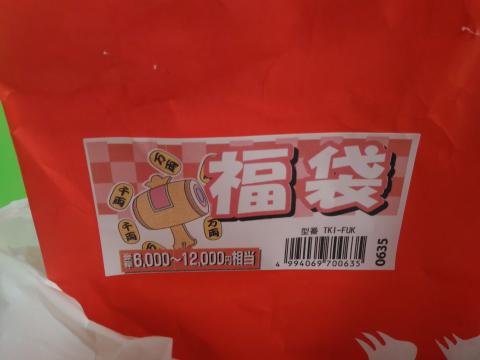 福袋
万両
千両
千両
万両
定価6,000～12,000円相当
型番 TKI-FUK
4 994069 700635
0635